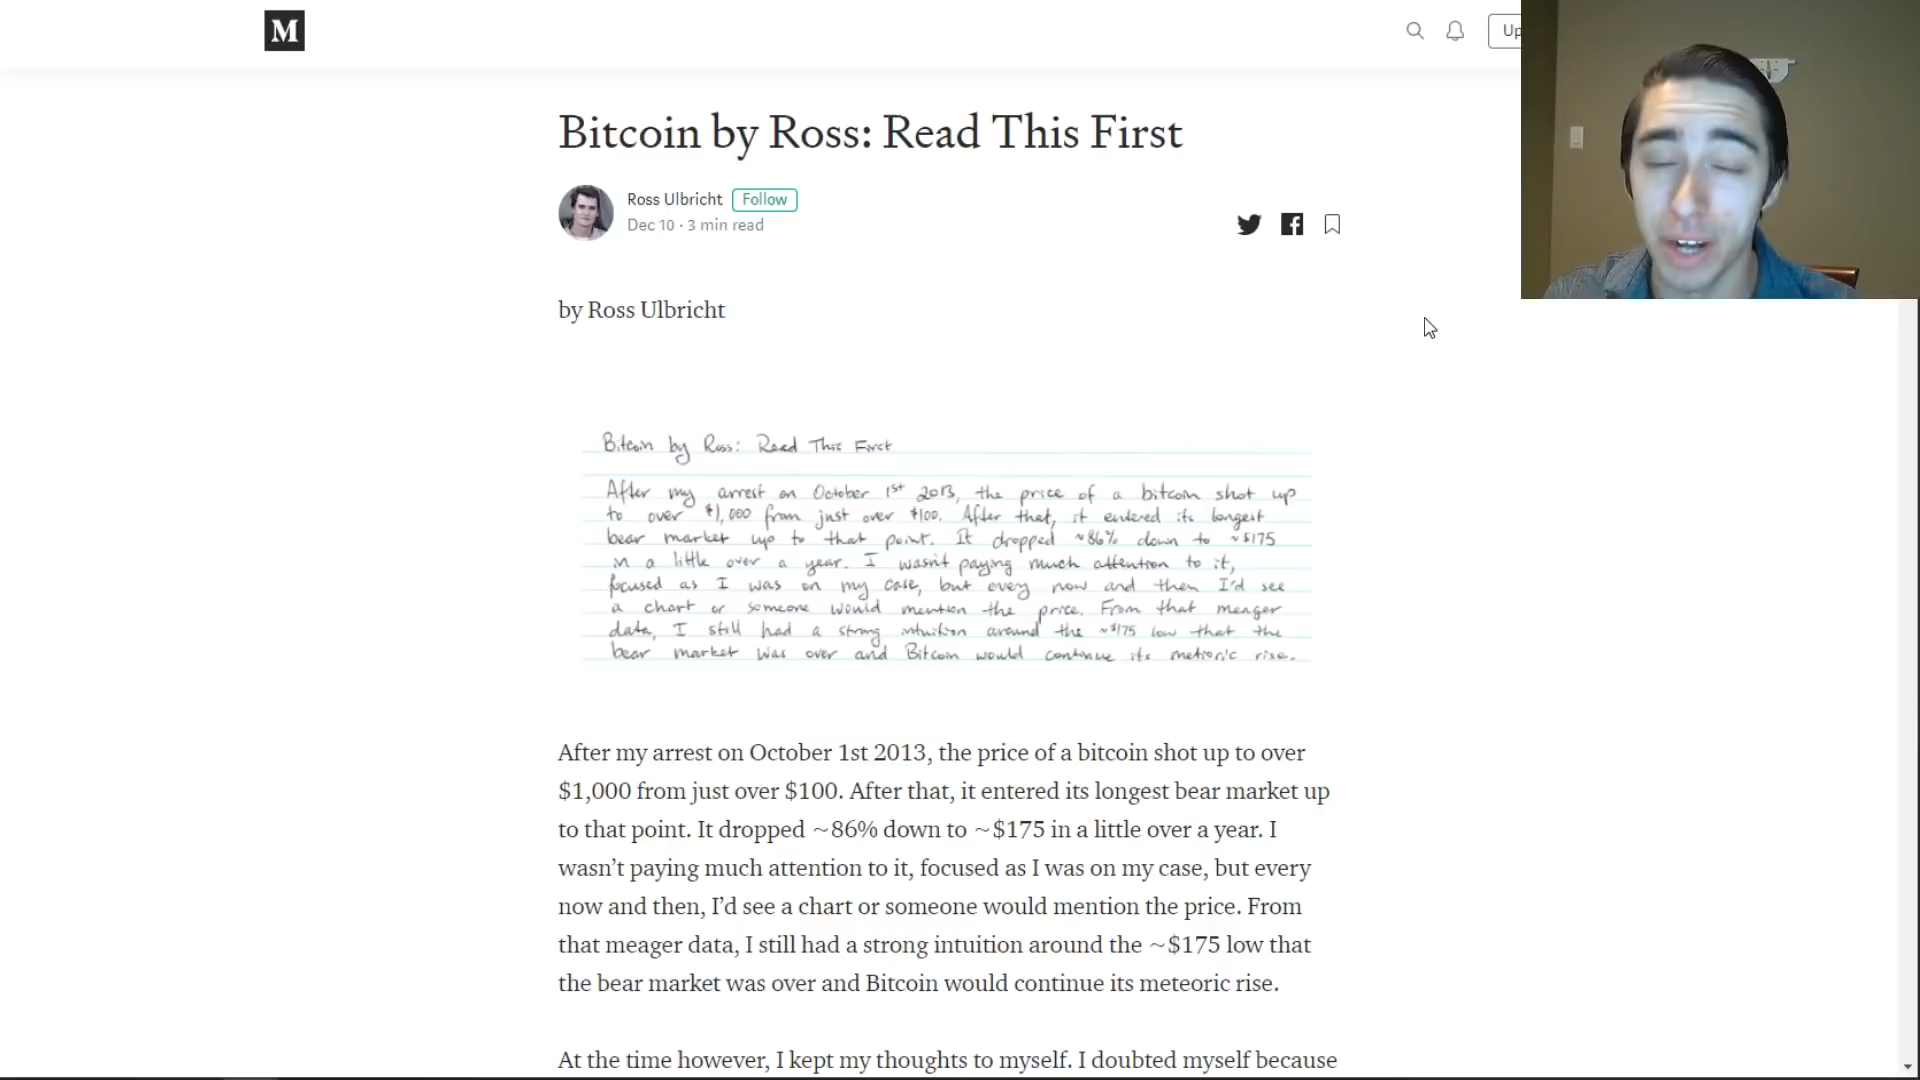 M
Up
Bitcoin by Ross: Read This First
Ross Ulbricht Follow
Dec 10 · 3 min read
by Ross Ulbricht
Bitcoin by Ross: Read This First
After my arrest on October 1st 2013, the price of a bitcoin shot up
to over $1,000 from just over $100. After that, it entered its longest
bear market up to that point. It dropped ~86% down to ~$175
in a little over a year. I wasn't paying much attention to it,
focused as I was on my case, but every now and then I'd see
a chart or someone would mention the price. From that meager
data, I still had a strong intuition around the ~$175 low that the
bear market was over and Bitcoin would continue its meteoric rise.
After my arrest on October 1st 2013, the price of a bitcoin shot up to over
$1,000 from just over $100. After that, it entered its longest bear market up
to that point. It dropped ~86% down to ~$175 in a little over a year. I
wasn’t paying much attention to it, focused as I was on my case, but every
now and then, I’d see a chart or someone would mention the price. From
that meager data, I still had a strong intuition around the ~$175 low that
the bear market was over and Bitcoin would continue its meteoric rise.
At the time however, I kept my thoughts to myself. I doubted myself because